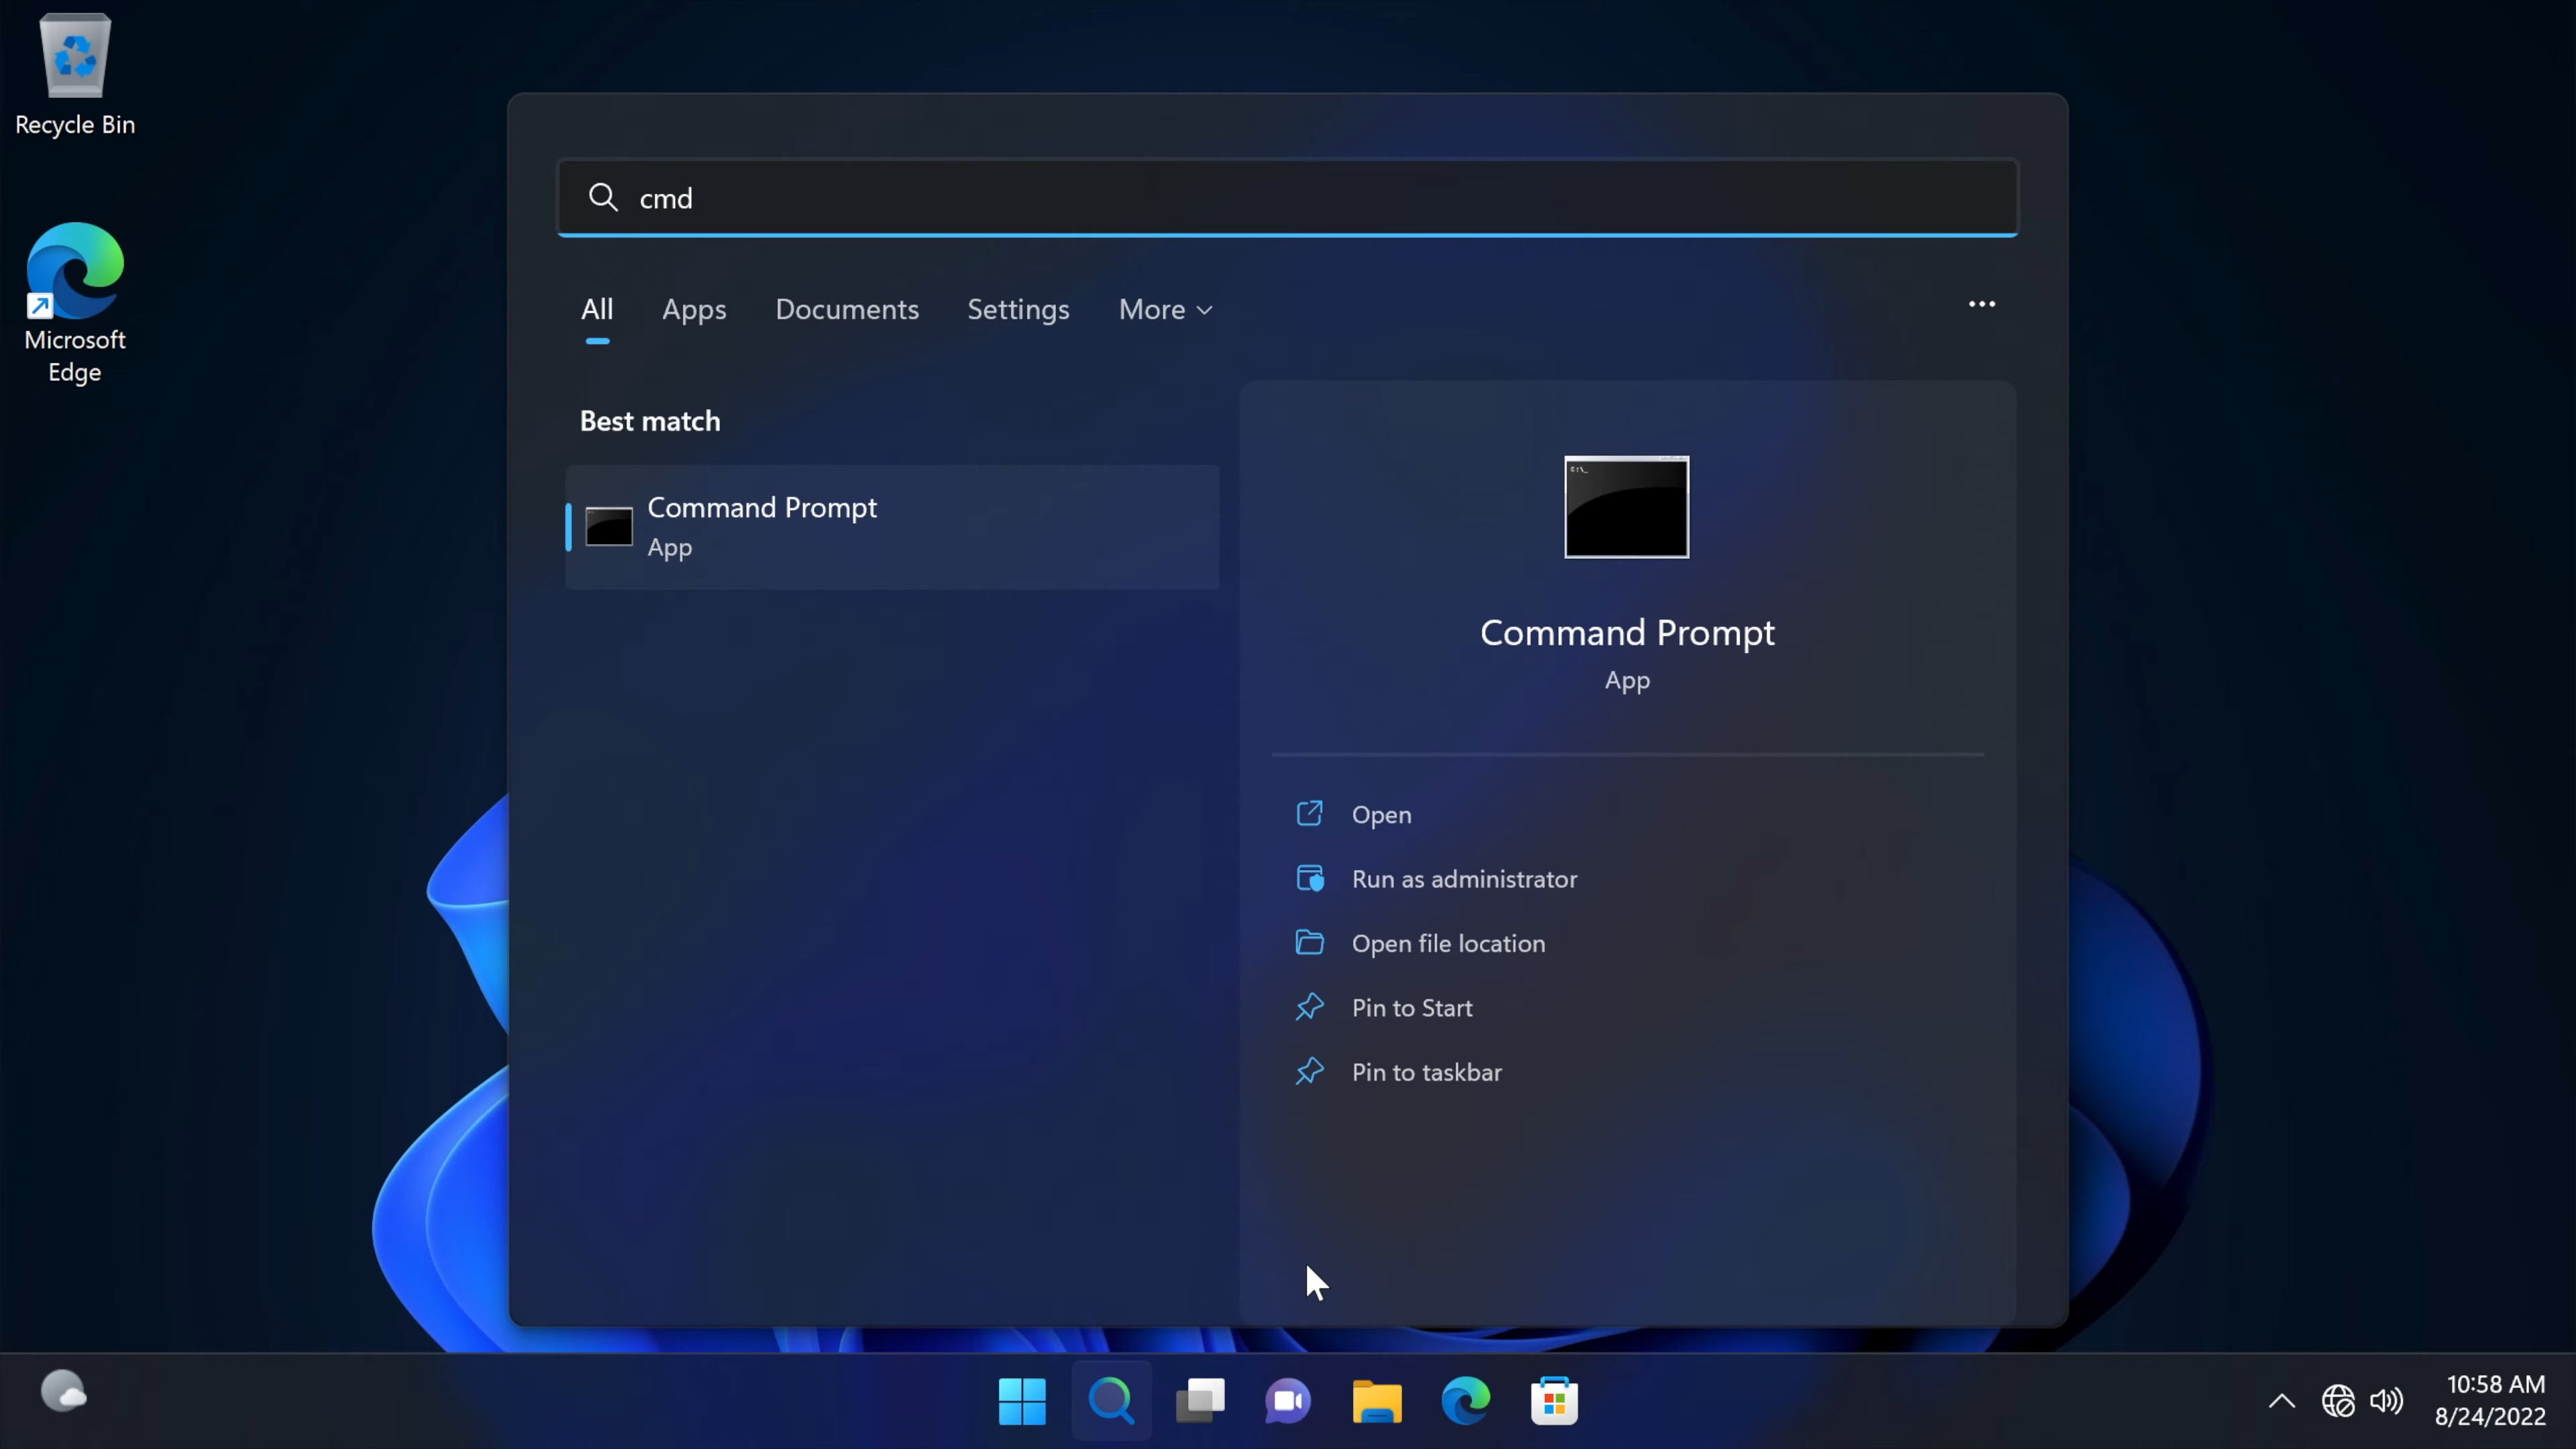 Recycle Bin
Microsoft
Edge
cmd
All Apps Documents Settings More
Best match
Command Prompt
App
C:\_
Command Prompt
App
Open
Run as administrator
Open file location
Pin to Start
Pin to taskbar
10:58 AM
8/24/2022